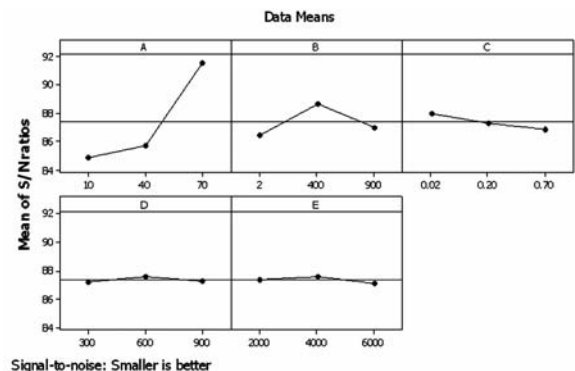 Data Means
A B C
Mean of S/N ratios
92
90
88
86
84
10 40 70 2 400 900 0.02 0.20 0.70
D E
92
90
88
86
84
300 600 900 2000 4000 6000
Signal-to-noise: Smaller is better